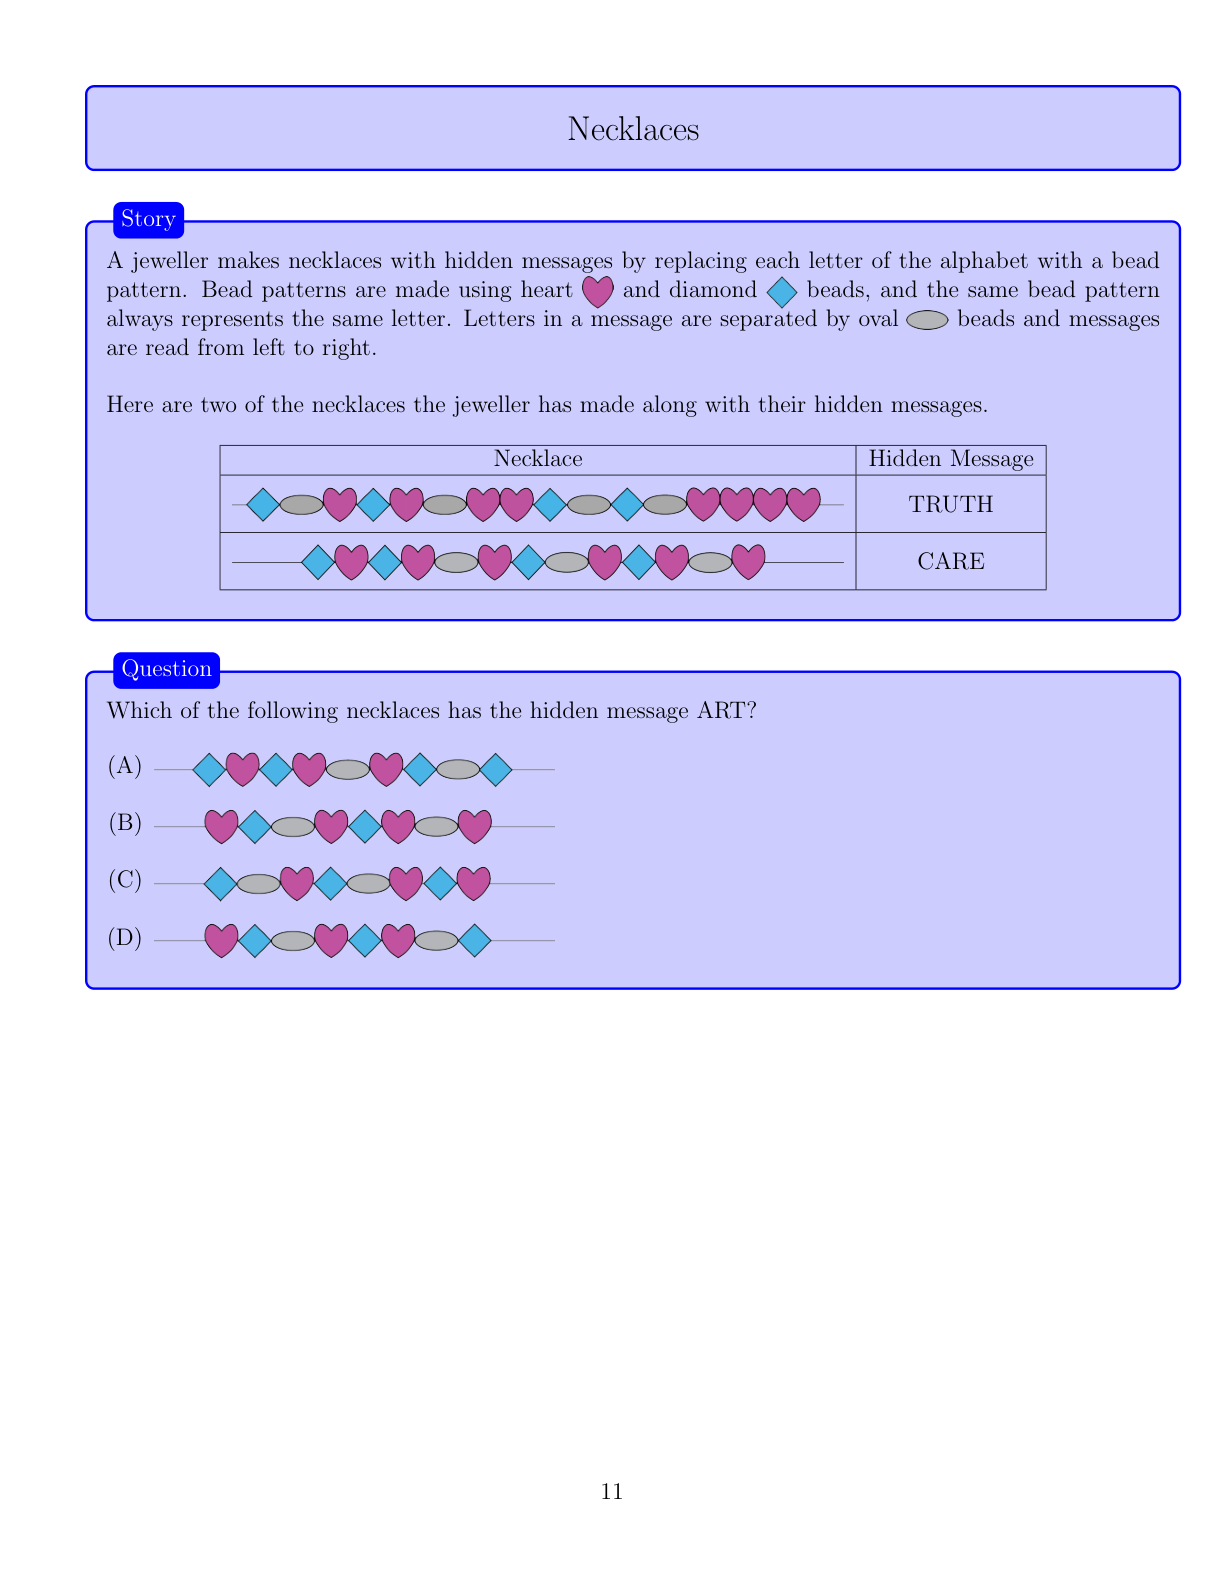 Necklaces
Story
A jeweller makes necklaces with hidden messages by replacing each letter of the alphabet with a bead
pattern. Bead patterns are made using heart and diamond beads, and the same bead pattern
always represents the same letter. Letters in a message are separated by oval beads and messages
are read from left to right.
Here are two of the necklaces the jeweller has made along with their hidden messages.
Necklace Hidden Message
TRUTH
CARE
Question
Which of the following necklaces has the hidden message ART?
(A)
(B)
(C)
(D)
11